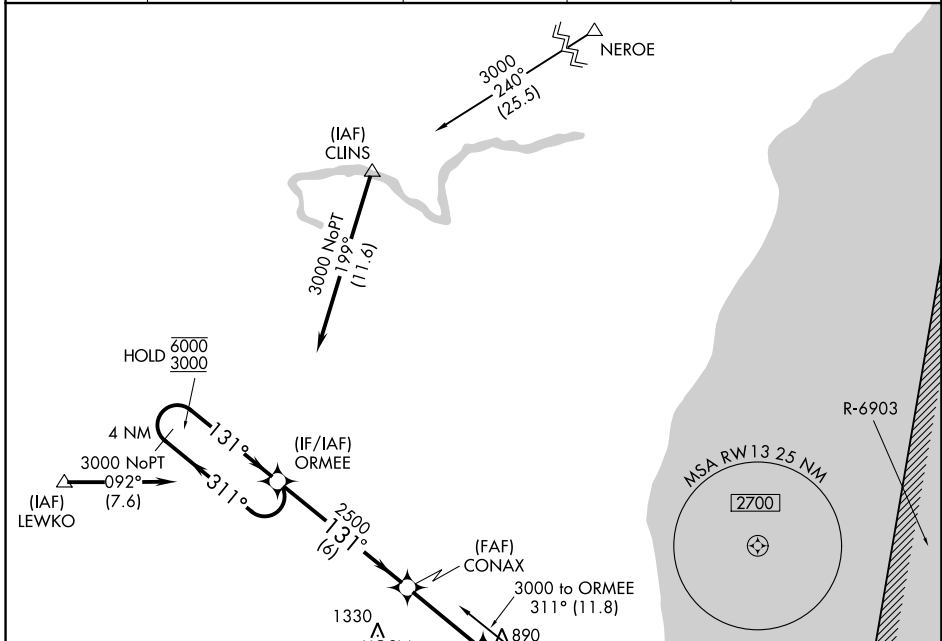 NEROE
3000
240°
(25.5)
(IAF)
CLINS
3000 NoPT
199°
(11.6)
HOLD 6000
3000
4 NM
131°
311°
3000 NoPT
092°
(7.6)
(IAF)
LEWKO
(IF/IAF)
ORMEE
2500
131°
(6)
(FAF)
CONAX
3000 to ORMEE
311° (11.8)
1330
890
R-6903
MSA RW13 25 NM
2700